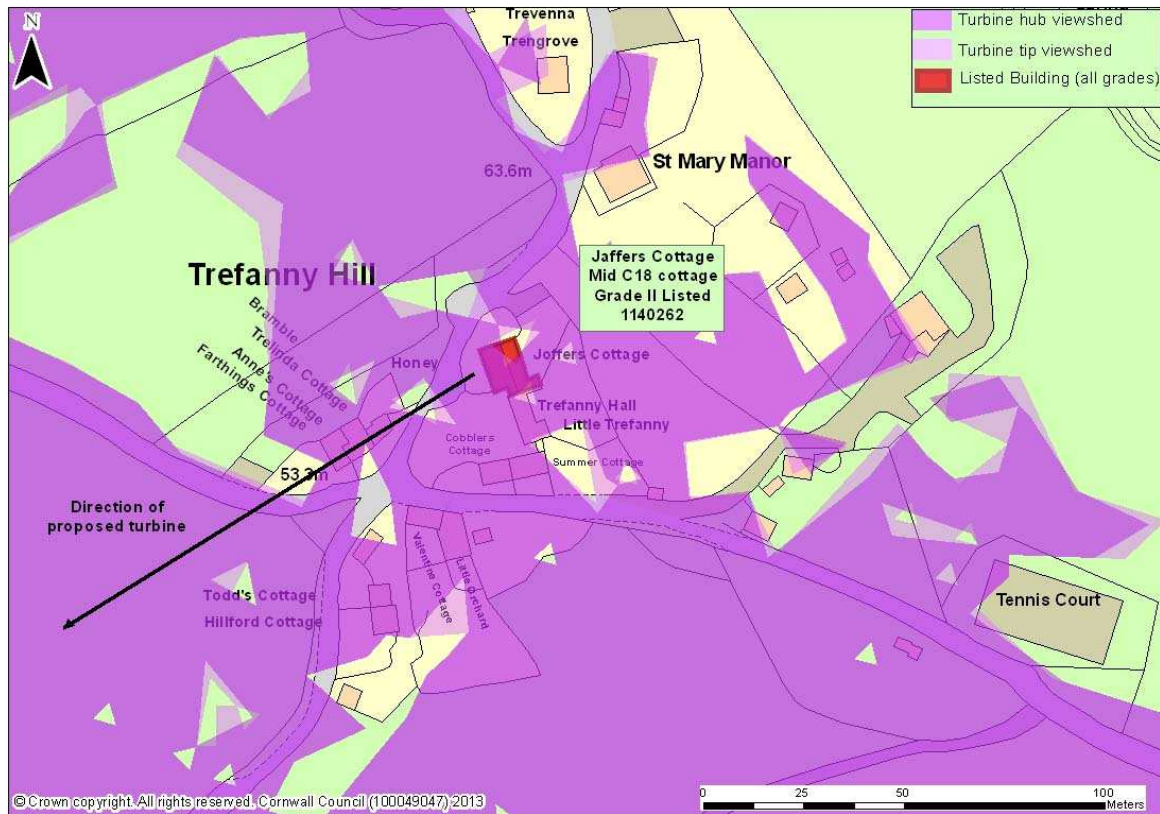 N
Trevenna
Trengrove
Turbine hub viewshed
Turbine tip viewshed
Listed Building (all grades)
63.6m
St Mary Manor
Jaffers Cottage
Mid C18 cottage
Grade II Listed
1140262
Trefanny Hill
Bramble
Trelinda Cottage
Anne's Cottage
Farthings Cottage
Honey
Joffers Cottage
Trefanny Hall
Little Trefanny
Cobblers
Cottage
Summer Cottage
53.3m
Direction of
proposed turbine
Valentine Cottage
Little Orchard
Todd's Cottage
Hillford Cottage
Tennis Court
© Crown copyright. All rights reserved. Cornwall Council (100049047) 2013
0 25 50 100
Meters